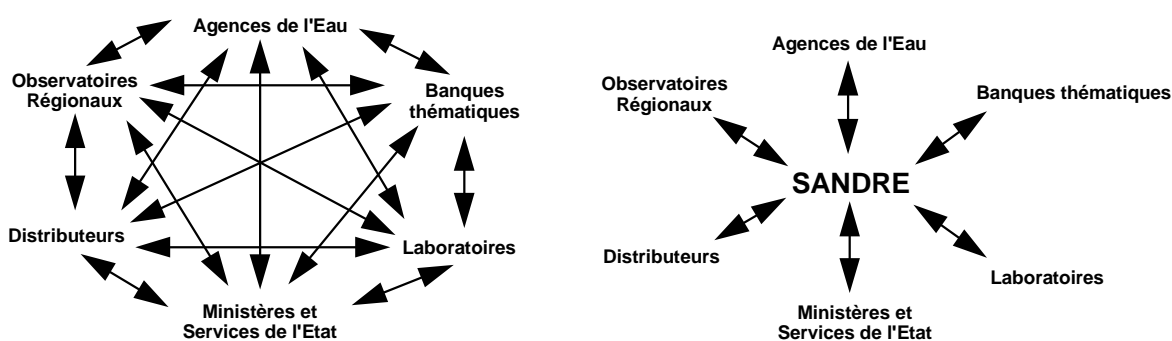 Agences de l'Eau
Observatoires
Régionaux
Banques
thématiques
Distributeurs
Laboratoires
Ministères et
Services de l'Etat
Agences de l'Eau
Observatoires
Régionaux
Banques thématiques
SANDRE
Distributeurs
Laboratoires
Ministères et
Services de l'Etat